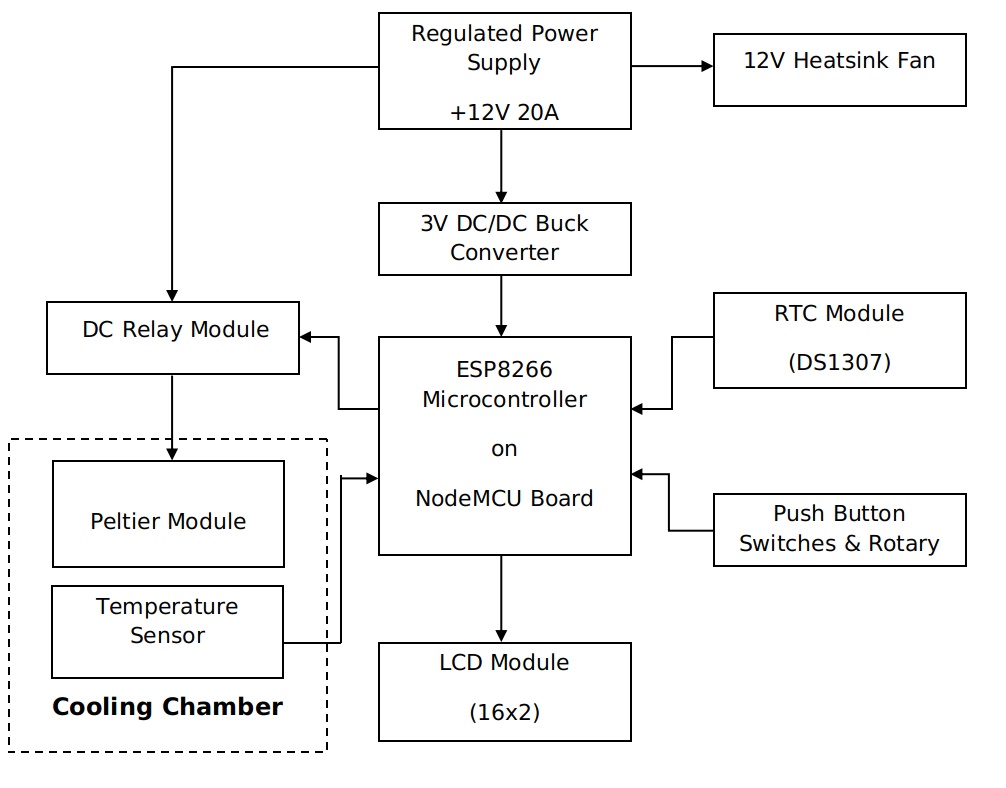 Regulated Power
Supply
+12V 20A
12V Heatsink Fan
3V DC/DC Buck
Converter
DC Relay Module
RTC Module
(DS1307)
ESP8266
Microcontroller
on
NodeMCU Board
Peltier Module
Push Button
Switches & Rotary
Temperature
Sensor
Cooling Chamber
LCD Module
(16x2)